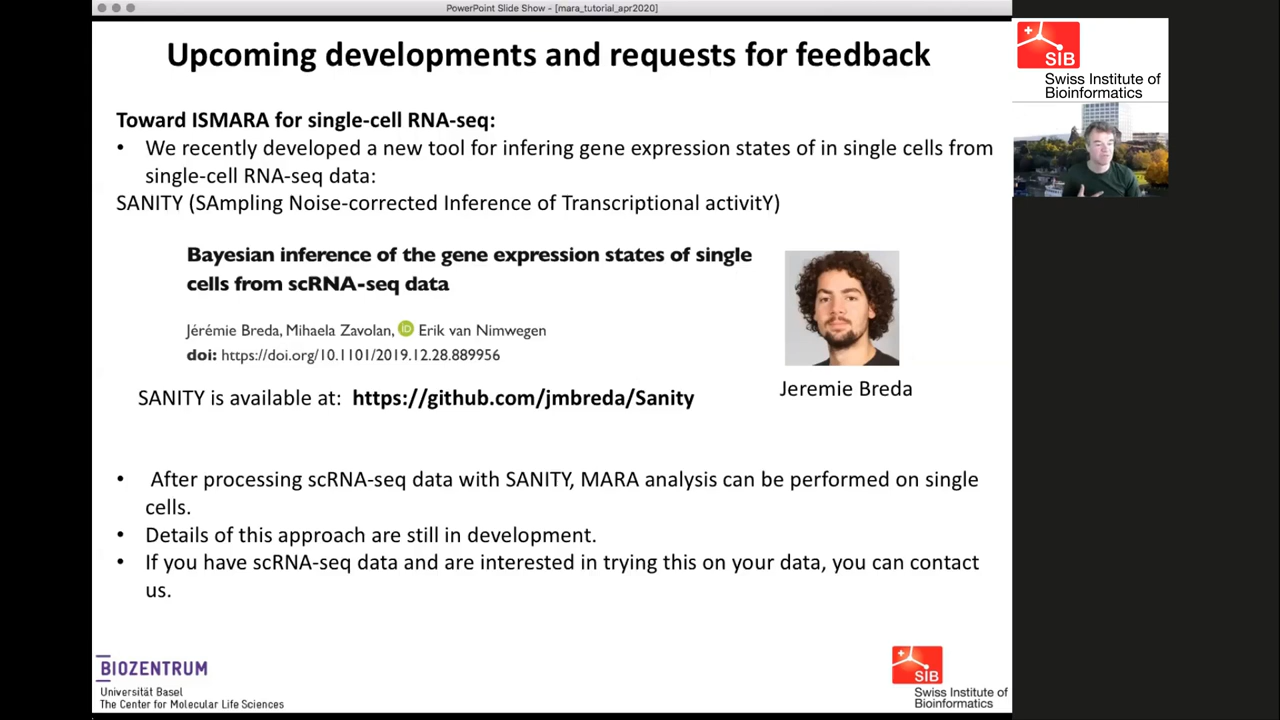 PowerPoint Slide Show - [mara_tutorial_apr2020]
Upcoming developments and requests for feedback
SIB
Swiss Institute of
Bioinformatics
Toward ISMARA for single-cell RNA-seq:
• We recently developed a new tool for infering gene expression states of in single cells from
single-cell RNA-seq data:
SANITY (SAmpling Noise-corrected Inference of Transcriptional activitY)
Bayesian inference of the gene expression states of single
cells from scRNA-seq data
Jérémie Breda, Mihaela Zavolan, iD Erik van Nimwegen
doi: https://doi.org/10.1101/2019.12.28.889956
Jeremie Breda
SANITY is available at: https://github.com/jmbreda/Sanity
• After processing scRNA-seq data with SANITY, MARA analysis can be performed on single
cells.
• Details of this approach are still in development.
• If you have scRNA-seq data and are interested in trying this on your data, you can contact
us.
BIOZENTRUM
Universität Basel
The Center for Molecular Life Sciences
SIB
Swiss Institute of
Bioinformatics